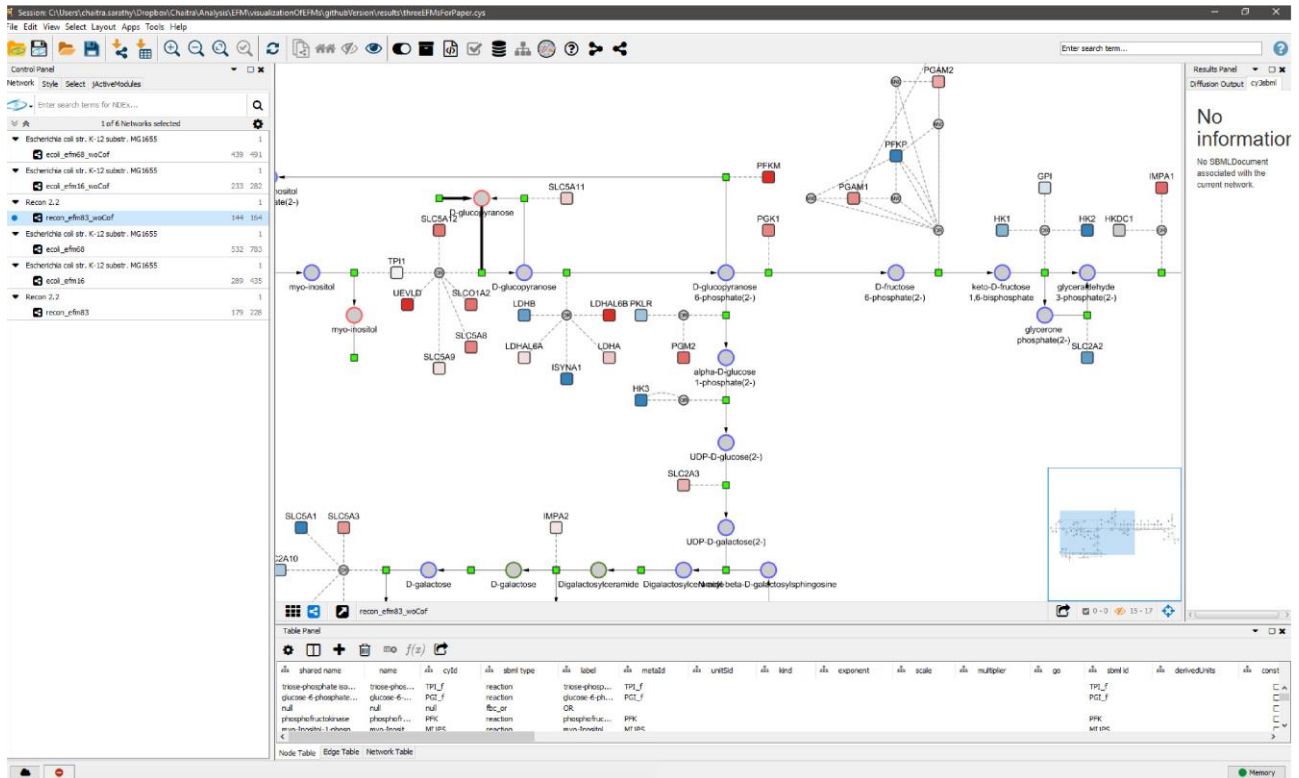 Session: C:\Users\chaitra.sarathy\Dropbox\Chaitra\Analysis\EFM\visualizationOfEFMs\githubVersion\results\threeEFMsForPaper.cys
File Edit View Select Layout Apps Tools Help
Enter search term...
Control Panel
Network Style Select jActiveModules
Enter search terms for NDEx...
1 of 6 Networks selected
Escherichia coli str. K-12 substr. MG1655 1
ecoli_efm68_woCof 439 491
Escherichia coli str. K-12 substr. MG1655 1
ecoli_efm16_woCof 233 282
Recon 2.2 1
recon_efm83_woCof 144 164
Escherichia coli str. K-12 substr. MG1655 1
ecoli_efm68 532 783
Escherichia coli str. K-12 substr. MG1655 1
ecoli_efm16 289 435
Recon 2.2 1
recon_efm83 179 228
PGAM2
PFKP
PFKM
PGAM1
GPI
IMPA1
SLC5A11
D-glucopyranose
SLC5A12
PGK1
HK1
HK2
HKDC1
TPI1
myo-inositol
D-glucopyranose
D-glucopyranose
6-phosphate(2-)
D-fructose
6-phosphate(2-)
keto-D-fructose
1,6-bisphosphate
glyceraldehyde
3-phosphate(2-)
UEVLD
SLCO1A2
LDHB
LDHAL6B
PKLR
myo-inositol
SLC5A8
LDHAL6A
LDHA
PGM2
glycerone
phosphate(2-)
SLC2A2
SLC5A9
ISYNA1
alpha-D-glucose
1-phosphate(2-)
HK3
UDP-D-glucose(2-)
SLC2A3
SLC5A1
SLC5A3
IMPA2
UDP-D-galactose(2-)
D-galactose
D-galactose
Digalactosylceramide
recon_efm83_woCof
0 - 0 15 - 17
Results Panel
Diffusion Output cy3sbml
No
information
No SBMLDocument
associated with the
current network.
Table Panel
f(x)
shared name name cyId sbml type label metaId unitSid kind exponent scale multiplier go sbml id derivedUnits const
triose-phosphate iso... triose-phos... TPI_f reaction triose-phosp... TPI_f TPI_f
glucose-6-phosphate... glucose-6-... PGI_f reaction glucose-6-ph... PGI_f PGI_f
null null null fbc_or OR
phosphofructokinase phosphofr... PFK reaction phosphofruc... PFK PFK
Node Table Edge Table Network Table
Memory